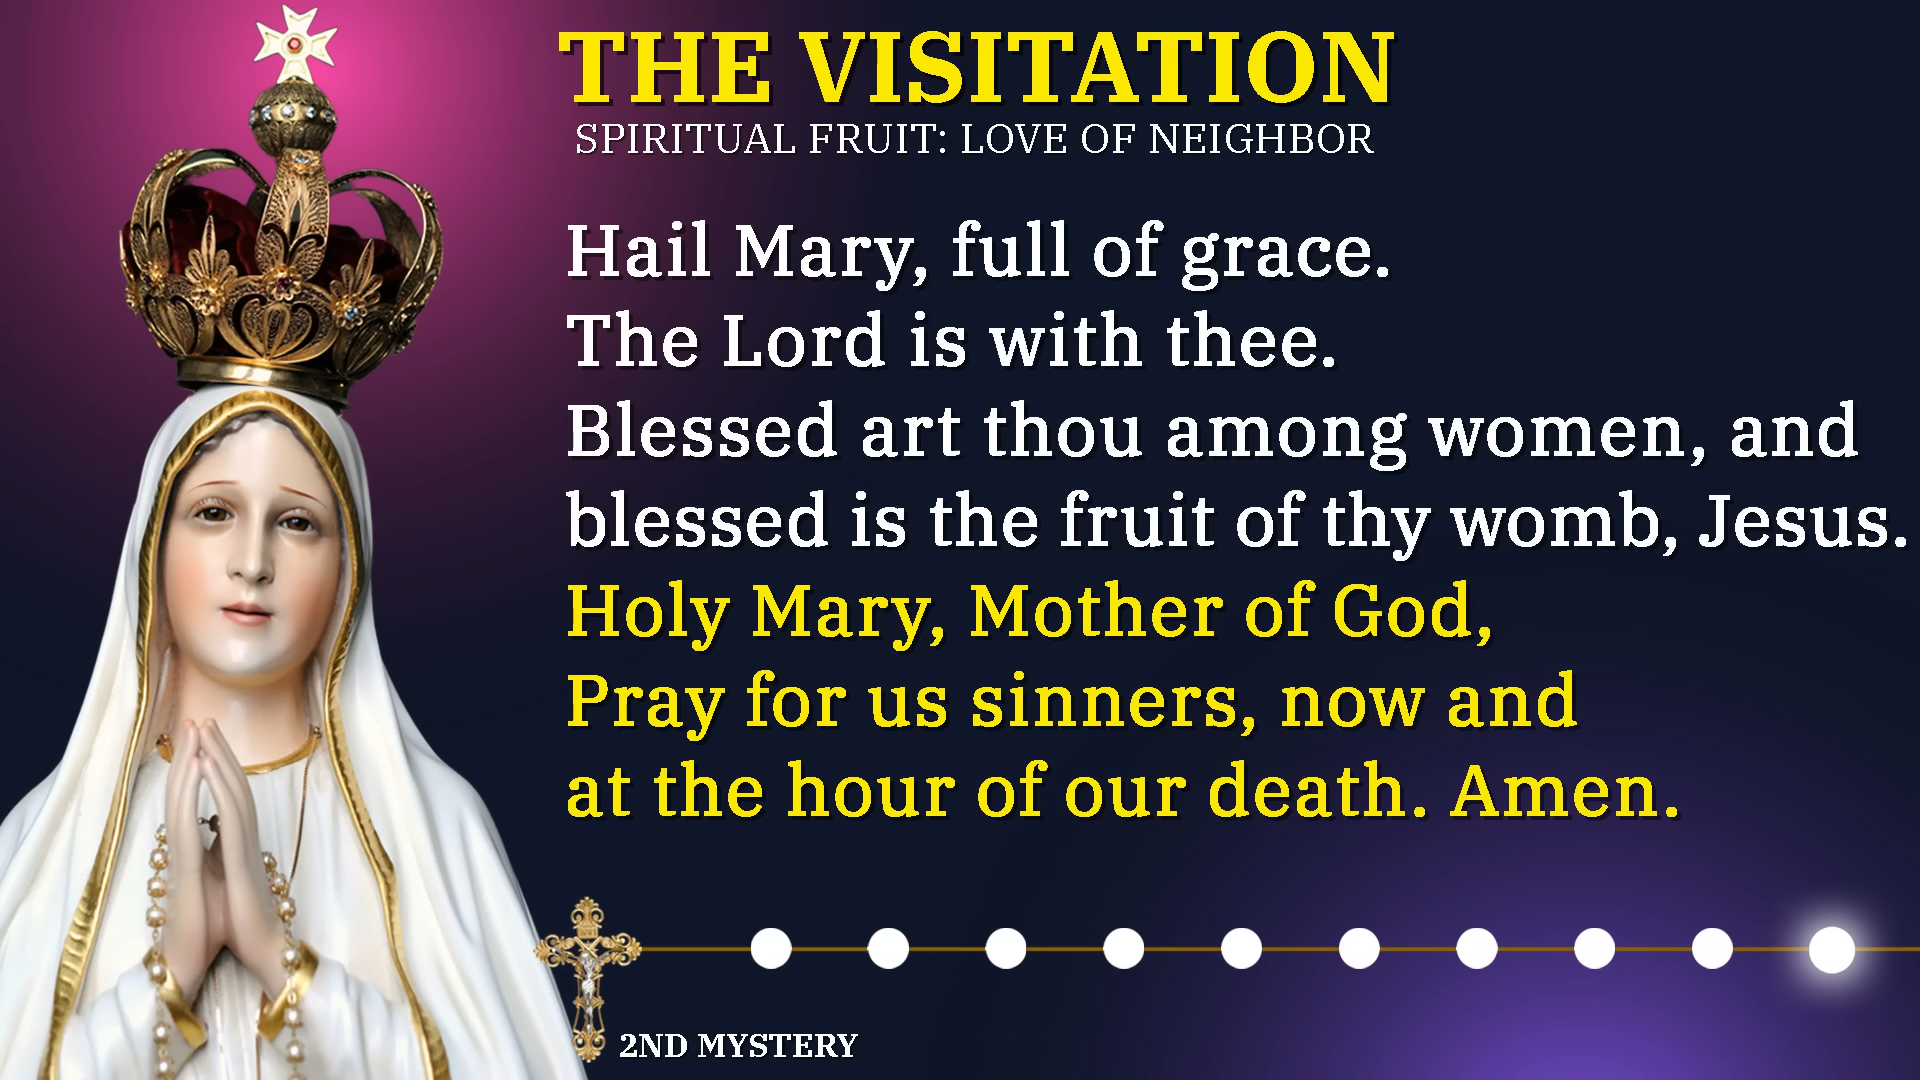 THE VISITATION
SPIRITUAL FRUIT: LOVE OF NEIGHBOR
Hail Mary, full of grace.
The Lord is with thee.
Blessed art thou among women, and
blessed is the fruit of thy womb, Jesus.
Holy Mary, Mother of God,
Pray for us sinners, now and
at the hour of our death. Amen.
2ND MYSTERY